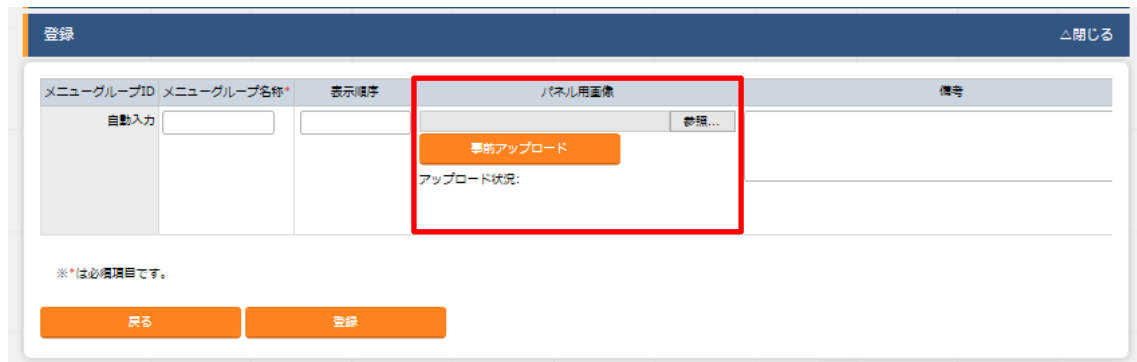 登録 △閉じる
メニューグループID メニューグループ名称* 表示順序 パネル用画像 備考
自動入力 参照...
事前アップロード
アップロード状況:
※*は必須項目です。
戻る 登録